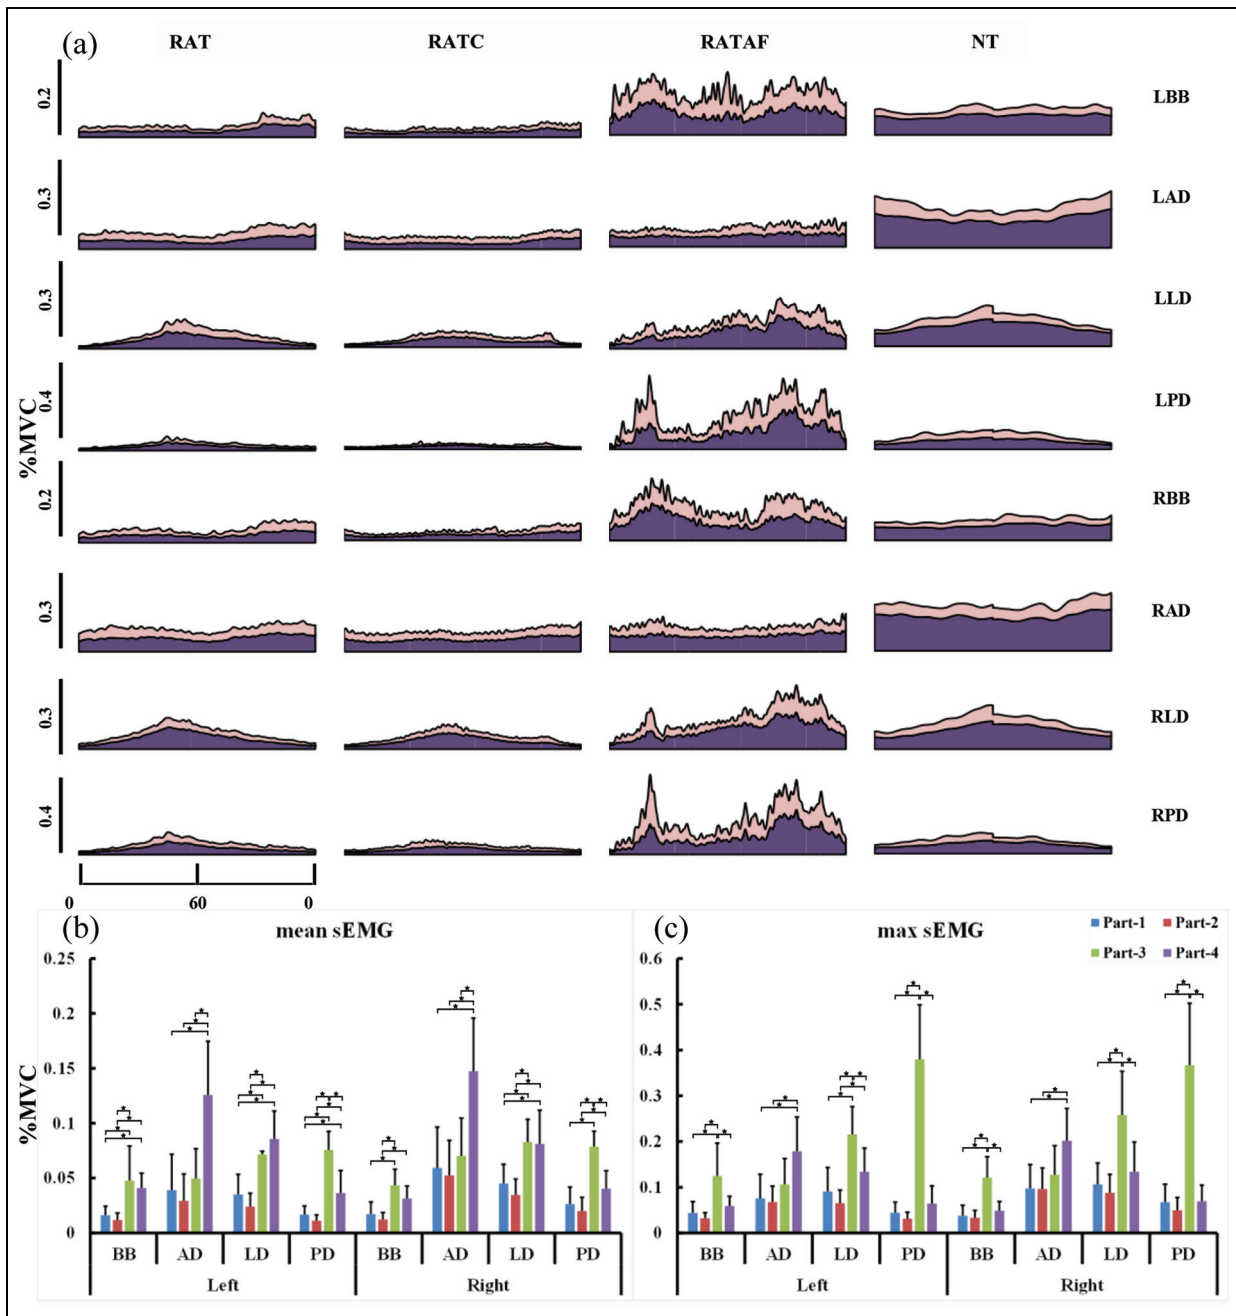 (a) RAT RATC RATAF NT
0.2 LBB
0.3 LAD
0.3 LLD
0.4 LPD
%MVC
0.2 RBB
0.3 RAD
0.3 RLD
0.4 RPD
0 60 0
(b) mean sEMG
0.25
0.2
0.15
0.1
0.05
0
%MVC
BB AD LD PD BB AD LD PD
Left Right
(c) max sEMG
Part-1 Part-2
Part-3 Part-4
0.6
0.5
0.4
0.3
0.2
0.1
0
BB AD LD PD BB AD LD PD
Left Right